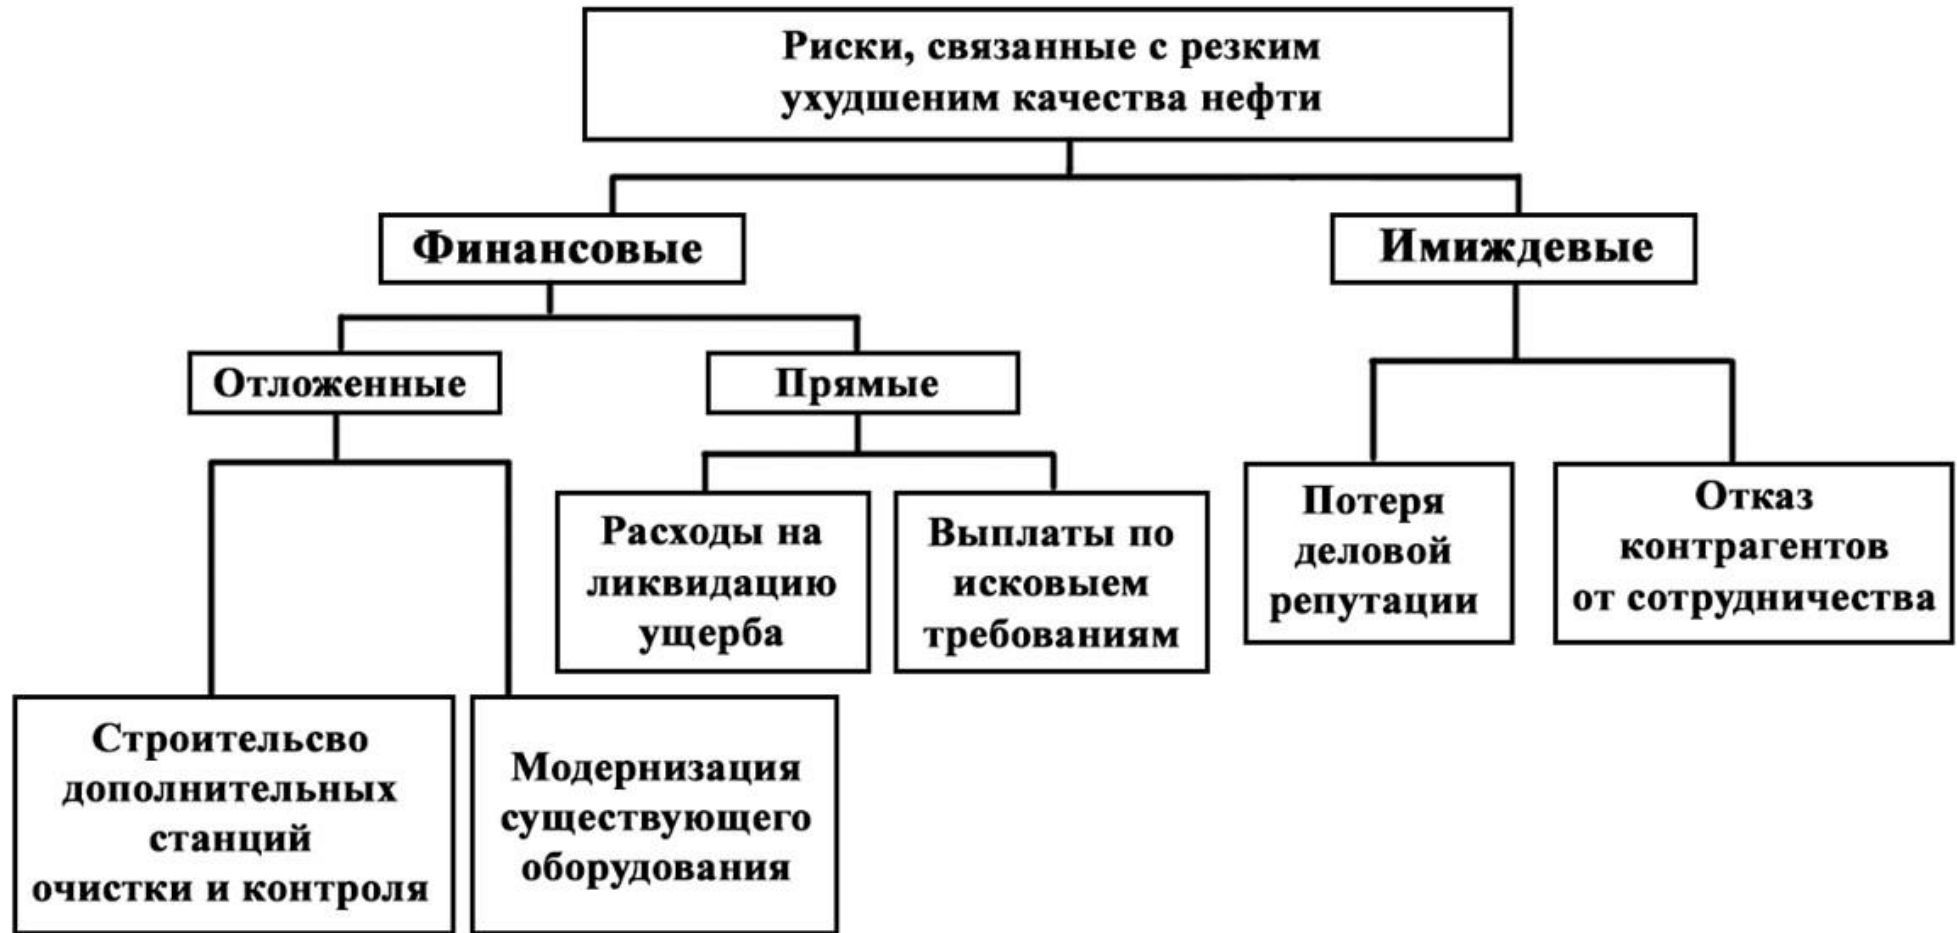 Риски, связанные с резким
ухудшеним качества нефти
Финансовые
Имиждевые
Отложенные
Прямые
Расходы на
ликвидацию
ущерба
Выплаты по
исковыем
требованиям
Потеря
деловой
репутации
Отказ
контрагентов
от сотрудничества
Строительсво
дополнительных
станций
очистки и контроля
Модернизация
существующего
оборудования